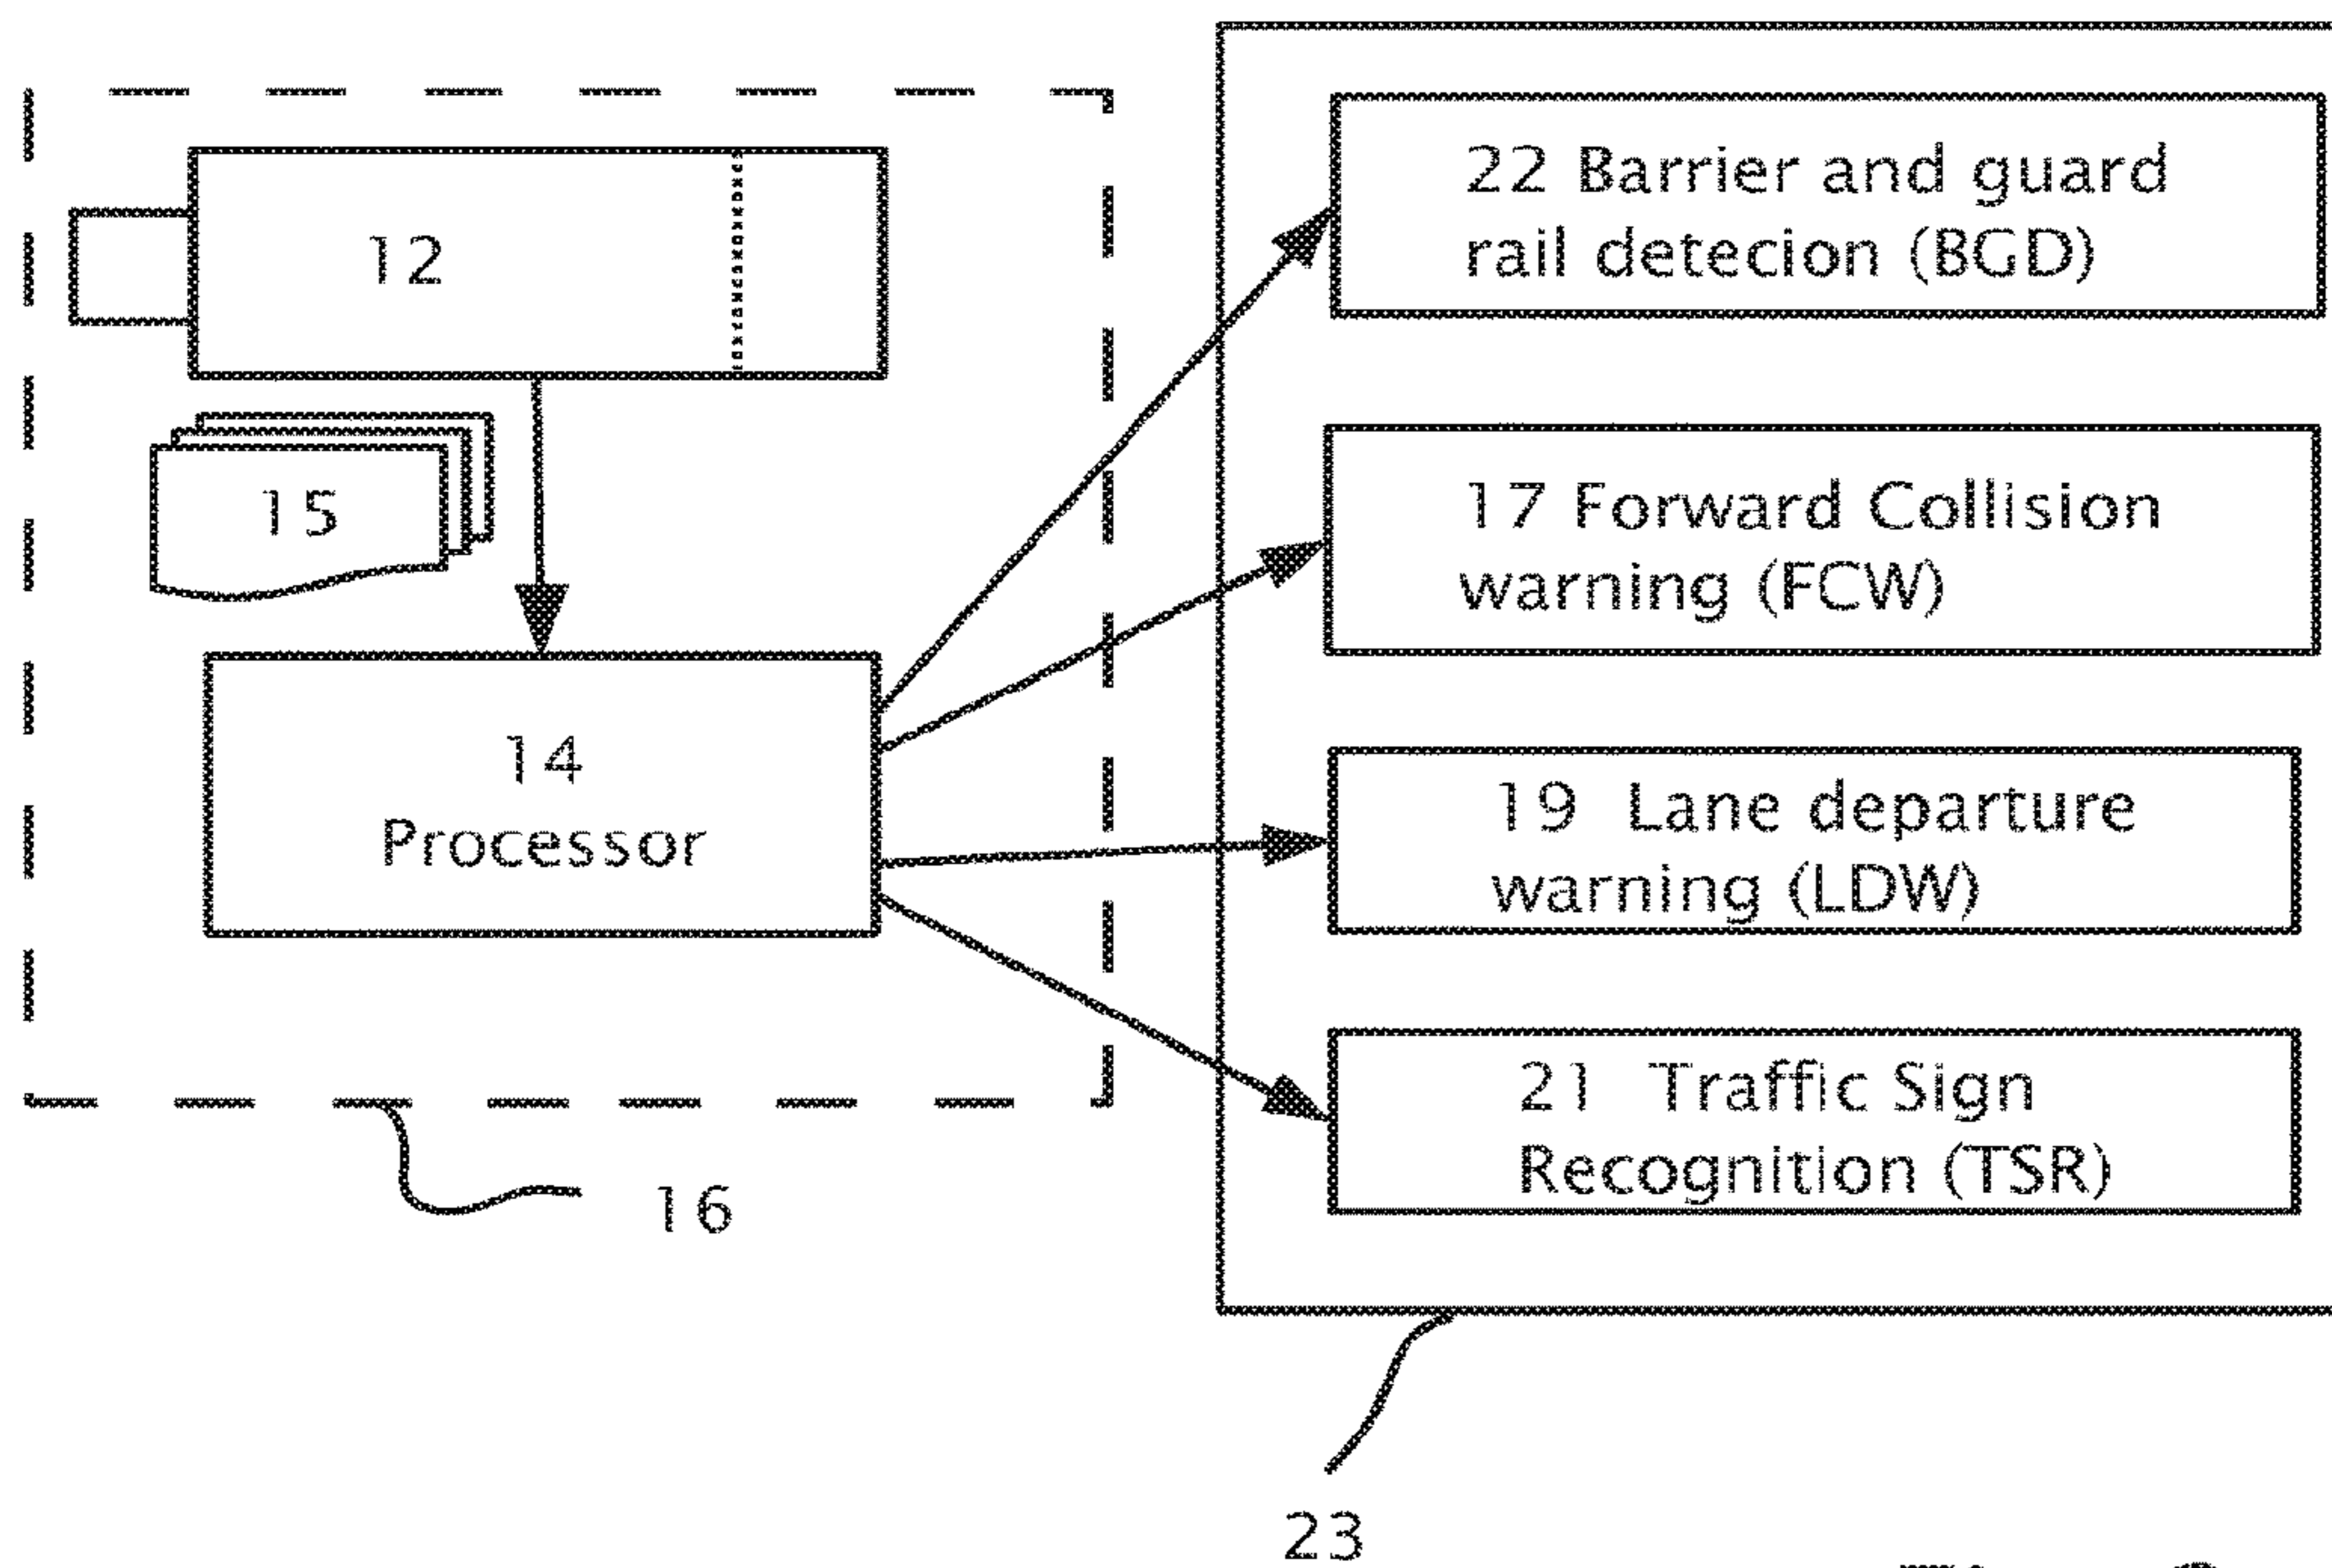 12
15
14
Processor
16
22 Barrier and guard
rail detecion (BGD)
17 Forward Collision
warning (FCW)
19 Lane departure
warning (LDW)
21 Traffic Sign
Recognition (TSR)
23